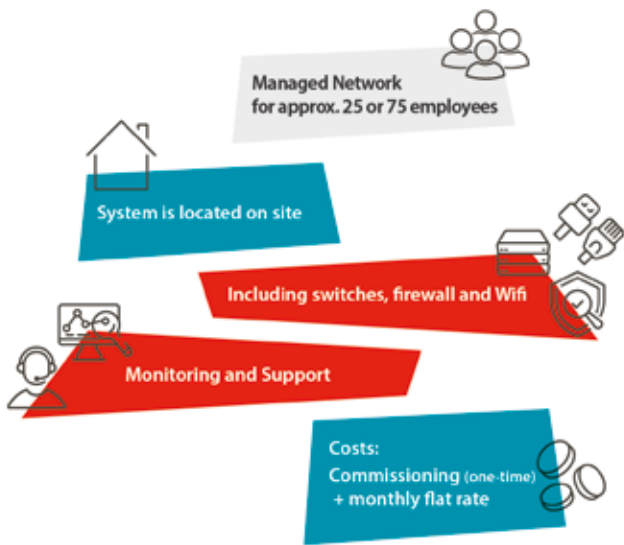 Managed Network
for approx. 25 or 75 employees
System is located on site
Including switches, firewall and Wifi
Monitoring and Support
Costs:
Commissioning (one-time)
+ monthly flat rate